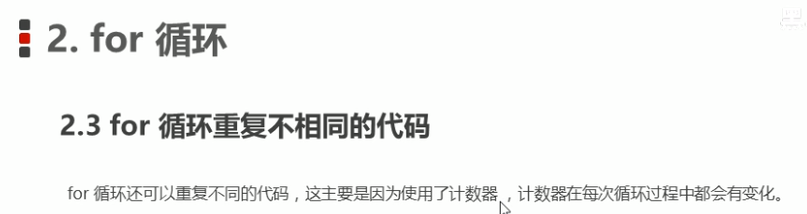 2. for 循环
2.3 for 循环重复不相同的代码
for 循环还可以重复不同的代码，这主要是因为使用了计数器 ，计数器在每次循环过程中都会有变化。